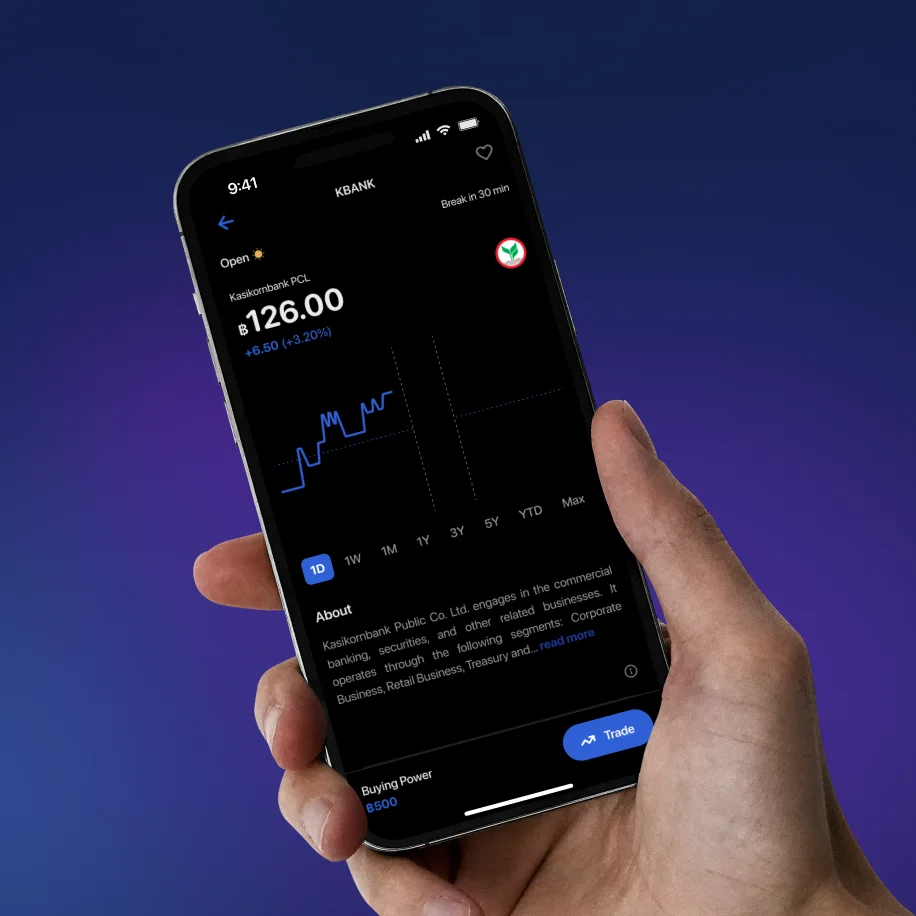 9:41
KBANK
Open
Break in 30 min
Kasikornbank PCL
฿126.00
+6.50 (+3.20%)
1D 1W 1M 1Y 3Y 5Y YTD Max
About
Kasikornbank Public Co. Ltd. engages in the commercial
banking, securities, and other related businesses. It
operates through the following segments: Corporate
Business, Retail Business, Treasury and... read more
Buying Power
฿500
Trade